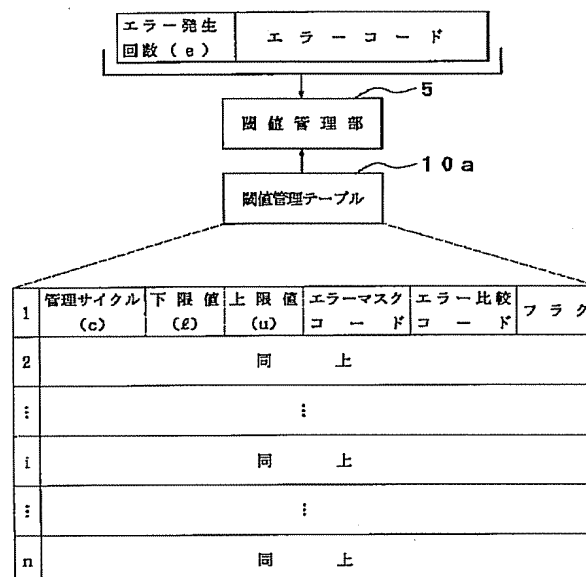 エラー発生
回数(e)
エラーコード
5
閾値管理部
10a
閾値管理テーブル
1
管理サイクル
(c)
下限値
(ℓ)
上限値
(u)
エラーマスク
コード
エラー比較
コード
フラグ
2
同上
⋮
⋮
i
同上
⋮
⋮
n
同上